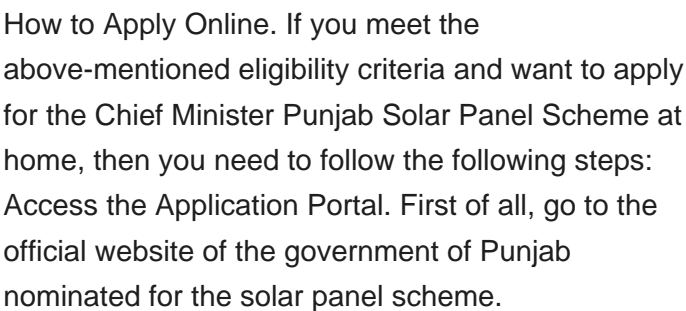 How to Apply Online. If you meet the
above-mentioned eligibility criteria and want to apply
for the Chief Minister Punjab Solar Panel Scheme at
home, then you need to follow the following steps:
Access the Application Portal. First of all, go to the
official website of the government of Punjab
nominated for the solar panel scheme.